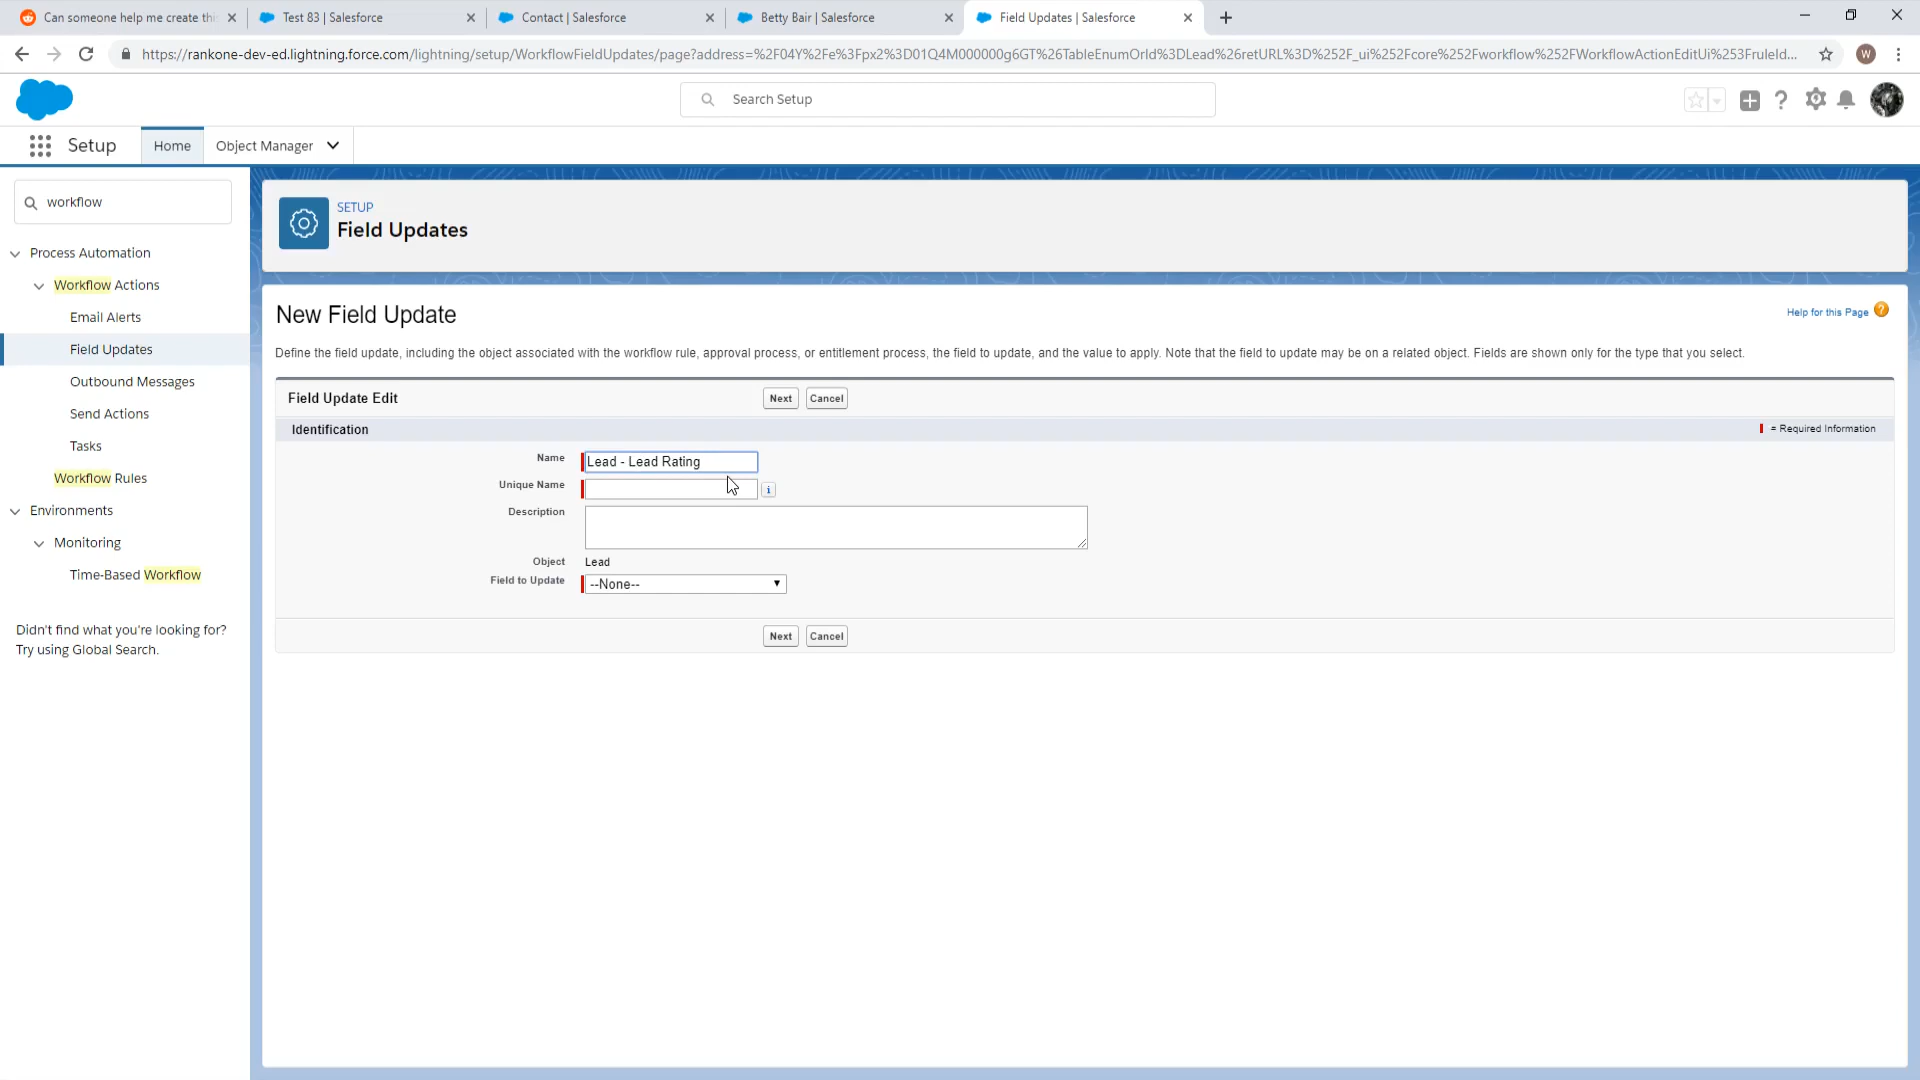 Can someone help me create thi
Test 83 | Salesforce
Contact | Salesforce
Betty Bair | Salesforce
Field Updates | Salesforce
https://rankone-dev-ed.lightning.force.com/lightning/setup/WorkflowFieldUpdates/page?address=%2F04Y%2Fe%3Fpx2%3D01Q4M000000g6GT%26TableEnumOrId%3DLead%26retURL%3D%252F_ui%252Fcore%252Fworkflow%252FWorkflowActionEditUi%253FruleId...
W
Search Setup
Setup
Home
Object Manager
workflow
Process Automation
Workflow Actions
Email Alerts
Field Updates
Outbound Messages
Send Actions
Tasks
Workflow Rules
Environments
Monitoring
Time-Based Workflow
Didn't find what you're looking for?
Try using Global Search.
SETUP
Field Updates
New Field Update
Help for this Page ?
Define the field update, including the object associated with the workflow rule, approval process, or entitlement process, the field to update, and the value to apply. Note that the field to update may be on a related object. Fields are shown only for the type that you select.
Field Update Edit
Next
Cancel
Identification
= Required Information
Name
Lead - Lead Rating
Unique Name
i
Description
Object
Lead
Field to Update
--None--
Next
Cancel